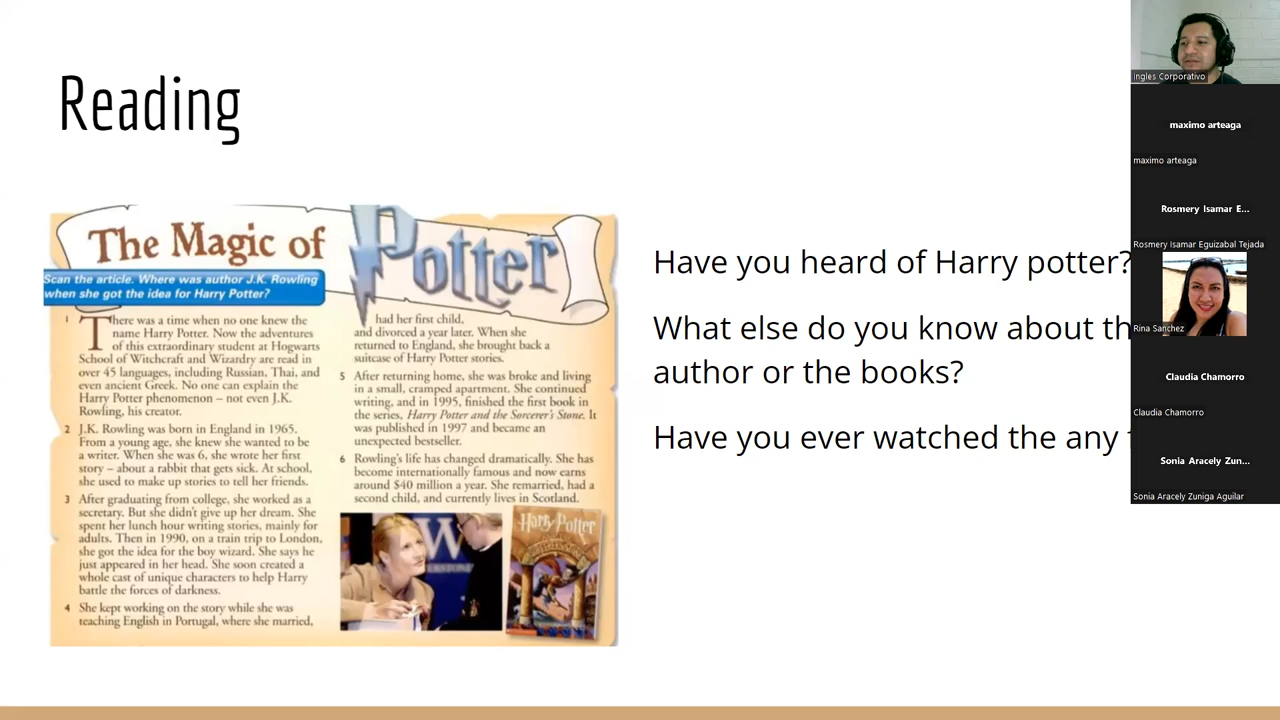 Reading
The Magic of
Potter
Scan the article. Where was author J.K. Rowling
when she got the idea for Harry Potter?
1 There was a time when no one knew the
name Harry Potter. Now the adventures
of this extraordinary student at Hogwarts
School of Witchcraft and Wizardry are read in
over 45 languages, including Russian, Thai, and
even ancient Greek. No one can explain the
Harry Potter phenomenon – not even J.K.
Rowling, his creator.
2 J.K. Rowling was born in England in 1965.
From a young age, she knew she wanted to be
a writer. When she was 6, she wrote her first
story – about a rabbit that gets sick. At school,
she used to make up stories to tell her friends.
3 After graduating from college, she worked as a
secretary. But she didn't give up her dream. She
spent her lunch hour writing stories, mainly for
adults. Then in 1990, on a train trip to London,
she got the idea for the boy wizard. She says he
just appeared in her head. She soon created a
whole cast of unique characters to help Harry
battle the forces of darkness.
4 She kept working on the story while she was
teaching English in Portugal, where she married,
had her first child,
and divorced a year later. When she
returned to England, she brought back a
suitcase of Harry Potter stories.
5 After returning home, she was broke and living
in a small, cramped apartment. She continued
writing, and in 1995, finished the first book in
the series, Harry Potter and the Sorcerer's Stone. It
was published in 1997 and became an
unexpected bestseller.
6 Rowling's life has changed dramatically. She has
become internationally famous and now earns
around $40 million a year. She remarried, had a
second child, and currently lives in Scotland.
W
Harry Potter
Have you heard of Harry potter?
What else do you know about th
author or the books?
Have you ever watched the any
Ingles Corporativo
maximo arteaga
maximo arteaga
Rosmery Isamar E...
Rosmery Isamar Eguizabal Tejada
Rina Sanchez
Claudia Chamorro
Claudia Chamorro
Sonia Aracely Zun...
Sonia Aracely Zuniga Aguilar